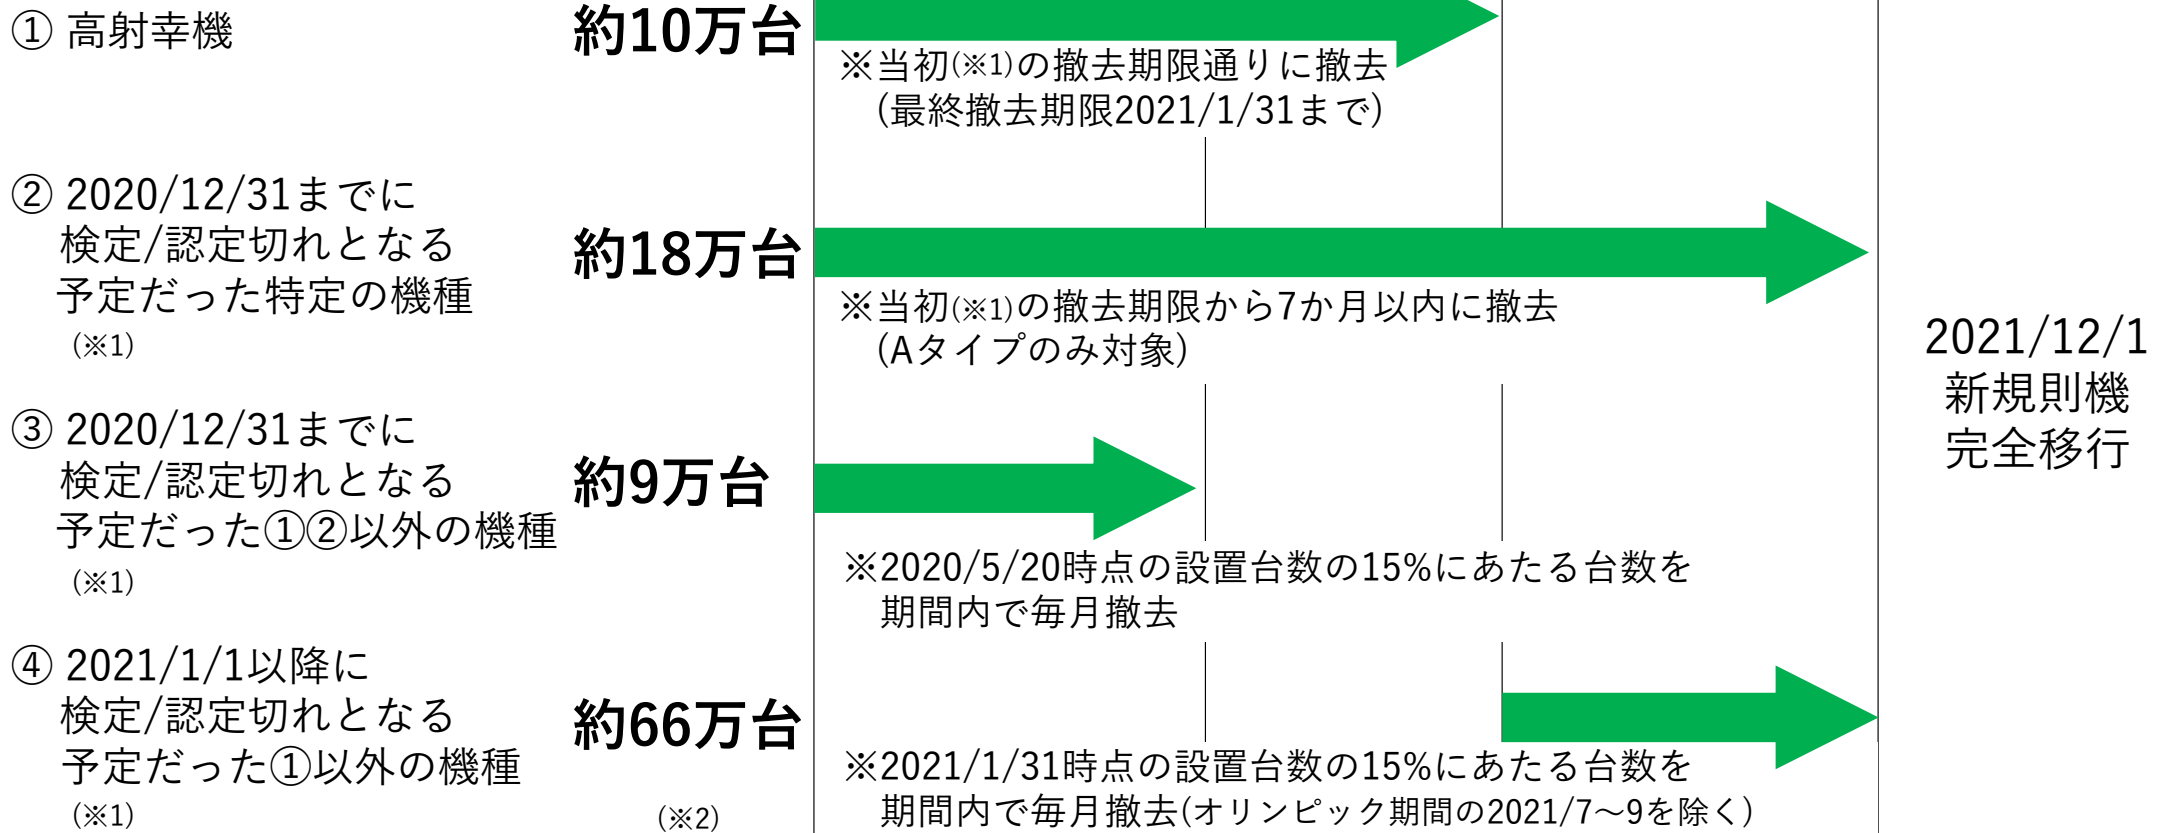 ① 高射幸機
約10万台
※当初(※1)の撤去期限通りに撤去
(最終撤去期限2021/1/31まで)
② 2020/12/31までに
検定/認定切れとなる
予定だった特定の機種
(※1)
約18万台
※当初(※1)の撤去期限から7か月以内に撤去
(Aタイプのみ対象)
③ 2020/12/31までに
検定/認定切れとなる
予定だった①②以外の機種
(※1)
約9万台
※2020/5/20時点の設置台数の15%にあたる台数を
期間内で毎月撤去
④ 2021/1/1以降に
検定/認定切れとなる
予定だった①以外の機種
(※1)
約66万台
(※2)
※2021/1/31時点の設置台数の15%にあたる台数を
期間内で毎月撤去(オリンピック期間の2021/7～9を除く)
2021/12/1
新規則機
完全移行